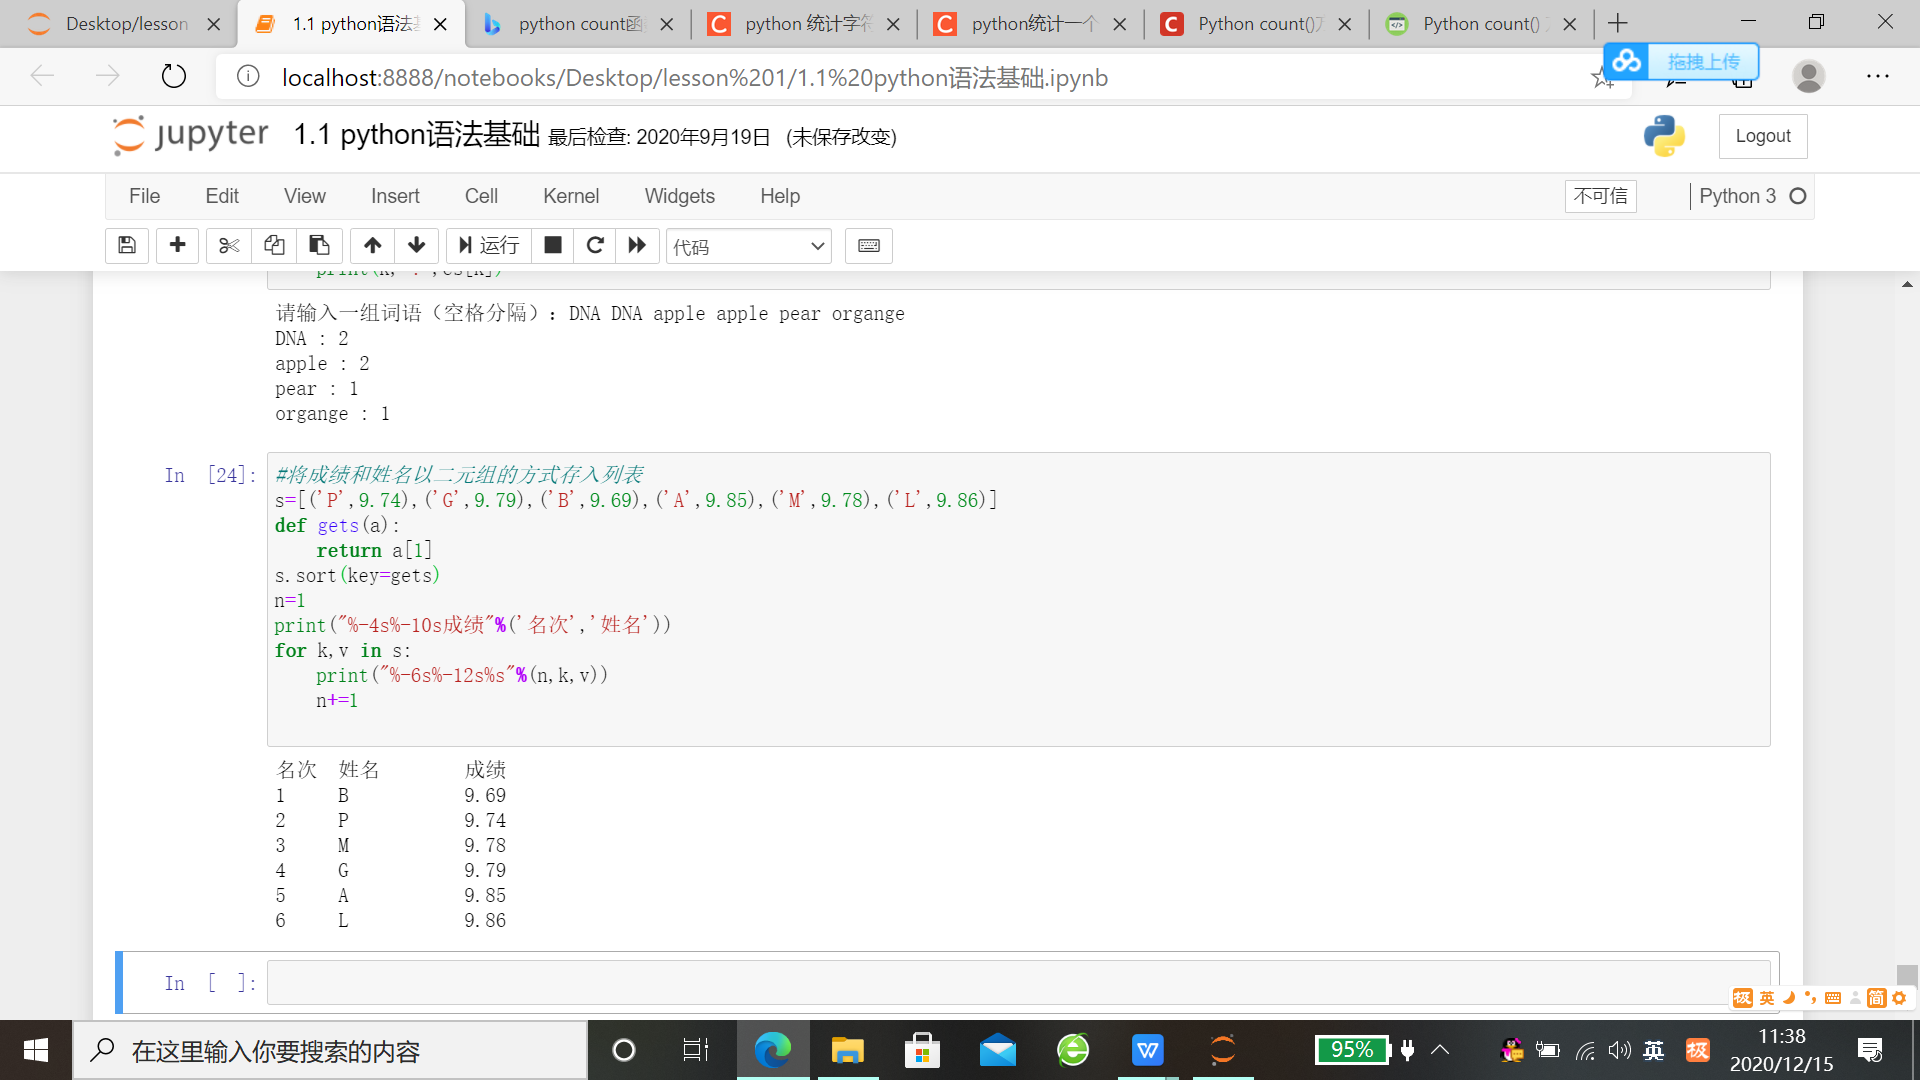 Desktop/lesson
1.1 python语法基
python count函
python 统计字符
python统计一个
Python count()方
Python count()
localhost:8888/notebooks/Desktop/lesson%201/1.1%20python语法基础.ipynb
拖拽上传
jupyter 1.1 python语法基础 最后检查: 2020年9月19日 (未保存改变)
Logout
File Edit View Insert Cell Kernel Widgets Help
不可信
Python 3
运行
代码
请输入一组词语（空格分隔）: DNA DNA apple apple pear organge
DNA : 2
apple : 2
pear : 1
organge : 1
In [24]:
#将成绩和姓名以二元组的方式存入列表
s=[('P',9.74),('G',9.79),('B',9.69),('A',9.85),('M',9.78),('L',9.86)]
def gets(a):
    return a[1]
s.sort(key=gets)
n=1
print("%-4s%-10s成绩"%('名次','姓名'))
for k,v in s:
    print("%-6s%-12s%s"%(n,k,v))
    n+=1
名次 姓名 成绩
1 B 9.69
2 P 9.74
3 M 9.78
4 G 9.79
5 A 9.85
6 L 9.86
In [ ]:
极 英 简
在这里输入你要搜索的内容
95%
英
极
11:38
2020/12/15